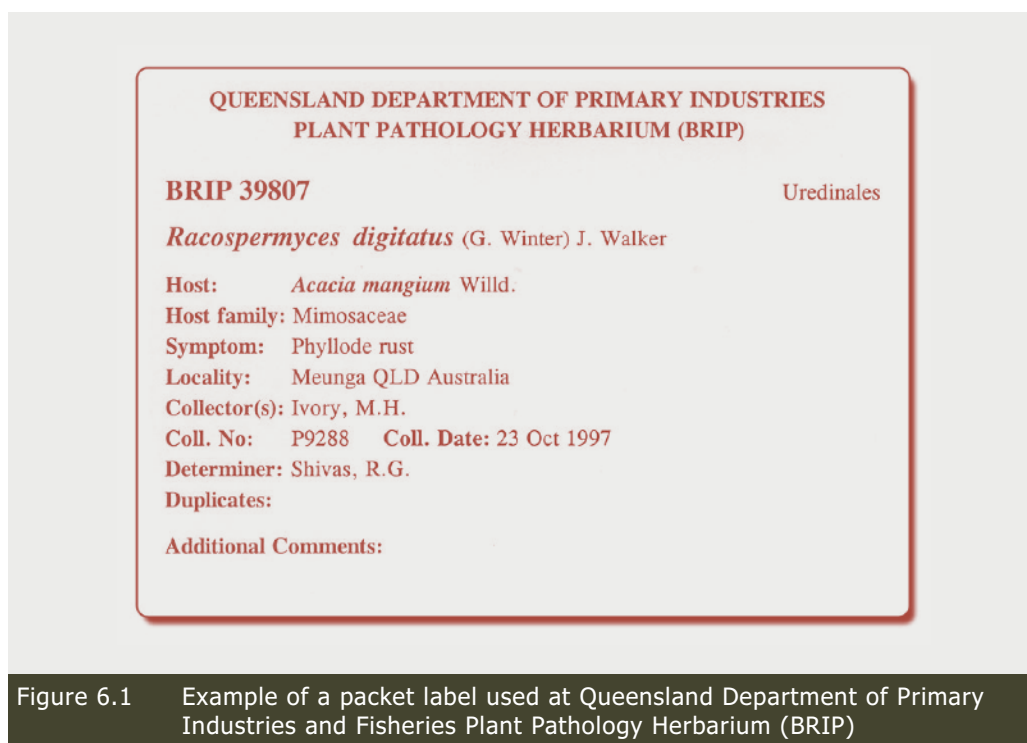 QUEENSLAND DEPARTMENT OF PRIMARY INDUSTRIES
PLANT PATHOLOGY HERBARIUM (BRIP)
BRIP 39807 Uredinales
Racospermyces digitatus (G. Winter) J. Walker
Host: Acacia mangium Willd.
Host family: Mimosaceae
Symptom: Phyllode rust
Locality: Meunga QLD Australia
Collector(s): Ivory, M.H.
Coll. No: P9288 Coll. Date: 23 Oct 1997
Determiner: Shivas, R.G.
Duplicates:
Additional Comments:
Figure 6.1 Example of a packet label used at Queensland Department of Primary
Industries and Fisheries Plant Pathology Herbarium (BRIP)